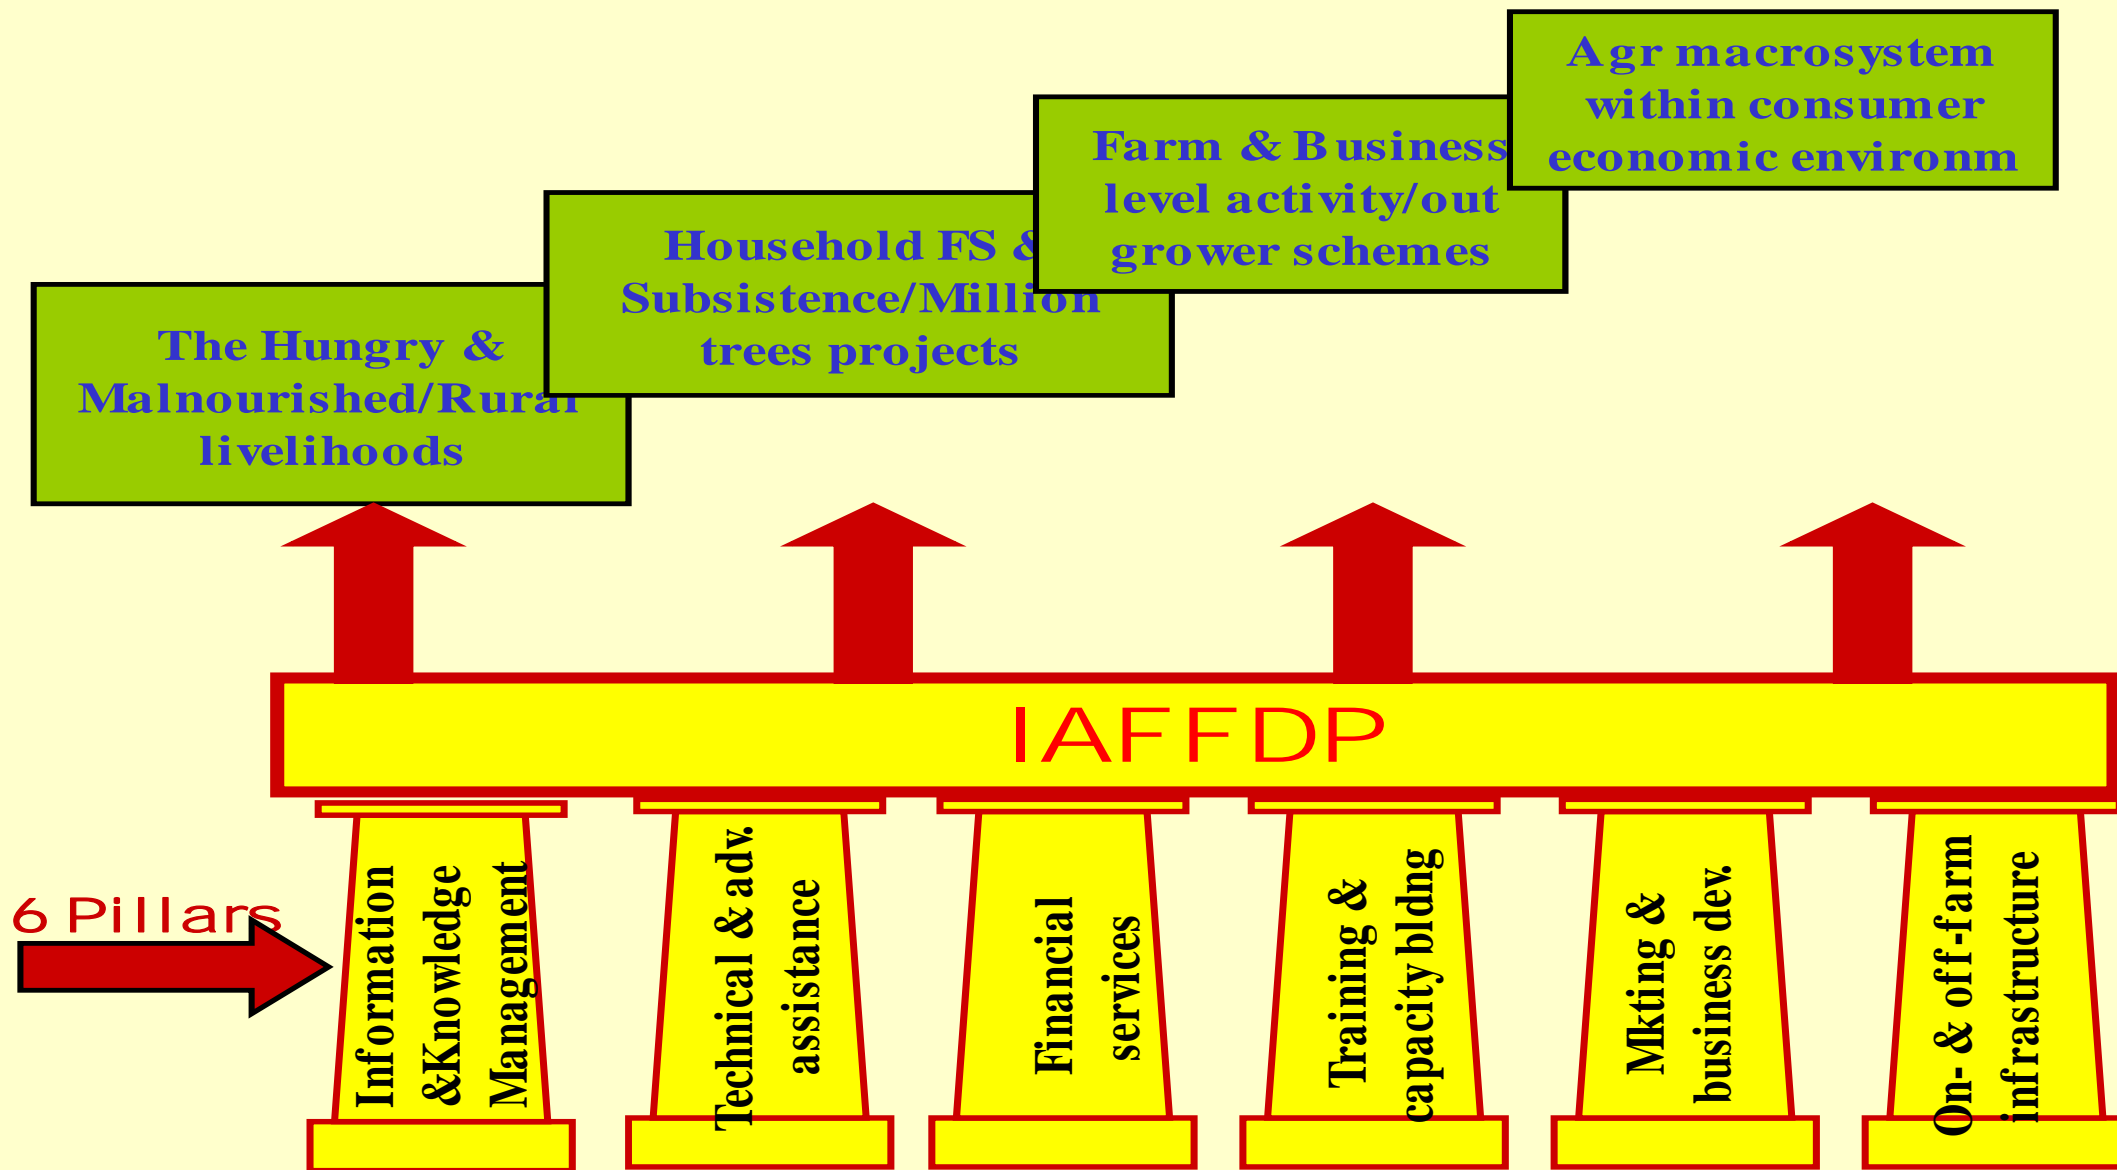 Agr macrosystem
within consumer
economic environm
Farm & Business
level activity/out
grower schemes
Household FS &
Subsistence/Million
trees projects
The Hungry &
Malnourished/Rural
livelihoods
IAFFDP
6 Pillars
Information
&Knowledge
Management
Technical & adv.
assistance
Financial
services
Training &
capacity bldng
Mkting &
business dev.
On- & off-farm
infrastructure